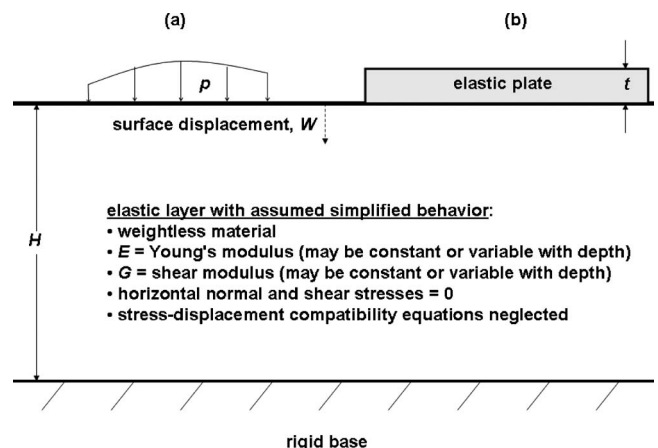 (a)
(b)
p
elastic plate
t
surface displacement, W
H
elastic layer with assumed simplified behavior:
• weightless material
• E = Young's modulus (may be constant or variable with depth)
• G = shear modulus (may be constant or variable with depth)
• horizontal normal and shear stresses = 0
• stress-displacement compatibility equations neglected
rigid base